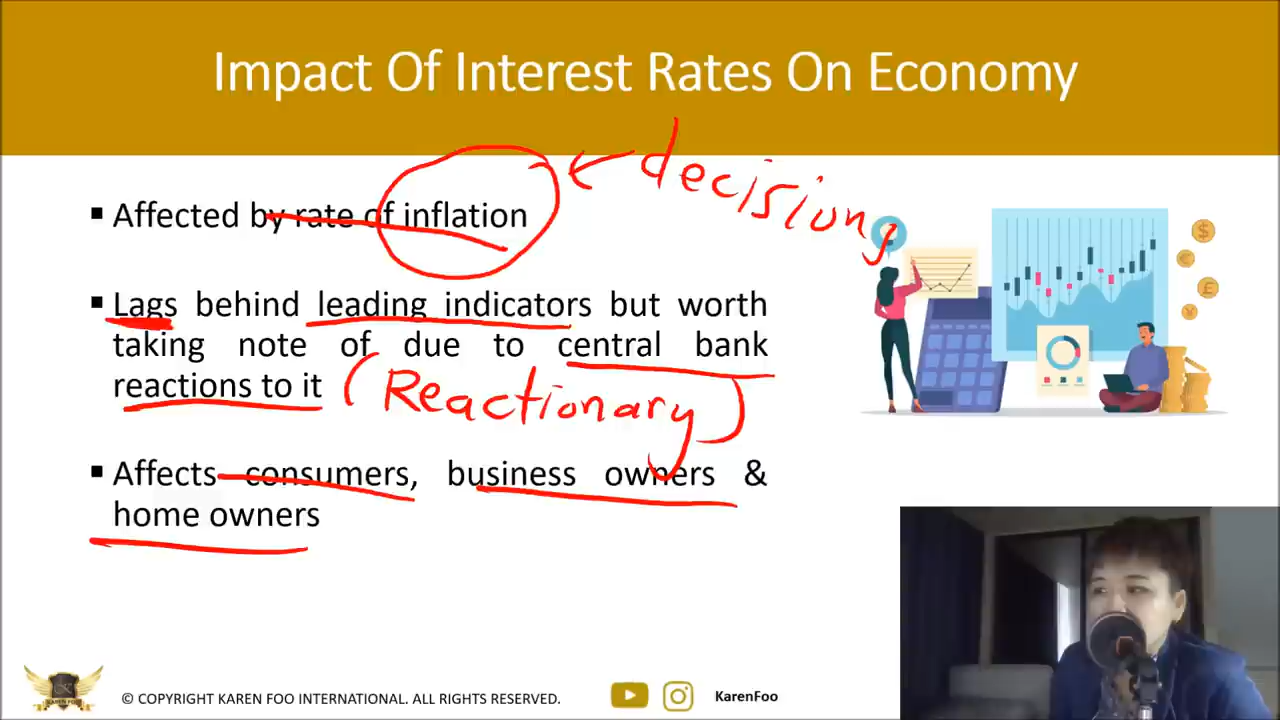 Impact Of Interest Rates On Economy
decisions
▪ Affected by rate of inflation
▪ Lags behind leading indicators but worth
taking note of due to central bank
reactions to it (Reactionary)
▪ Affects consumers, business owners &
home owners
KAREN FOO
© COPYRIGHT KAREN FOO INTERNATIONAL. ALL RIGHTS RESERVED.
KarenFoo